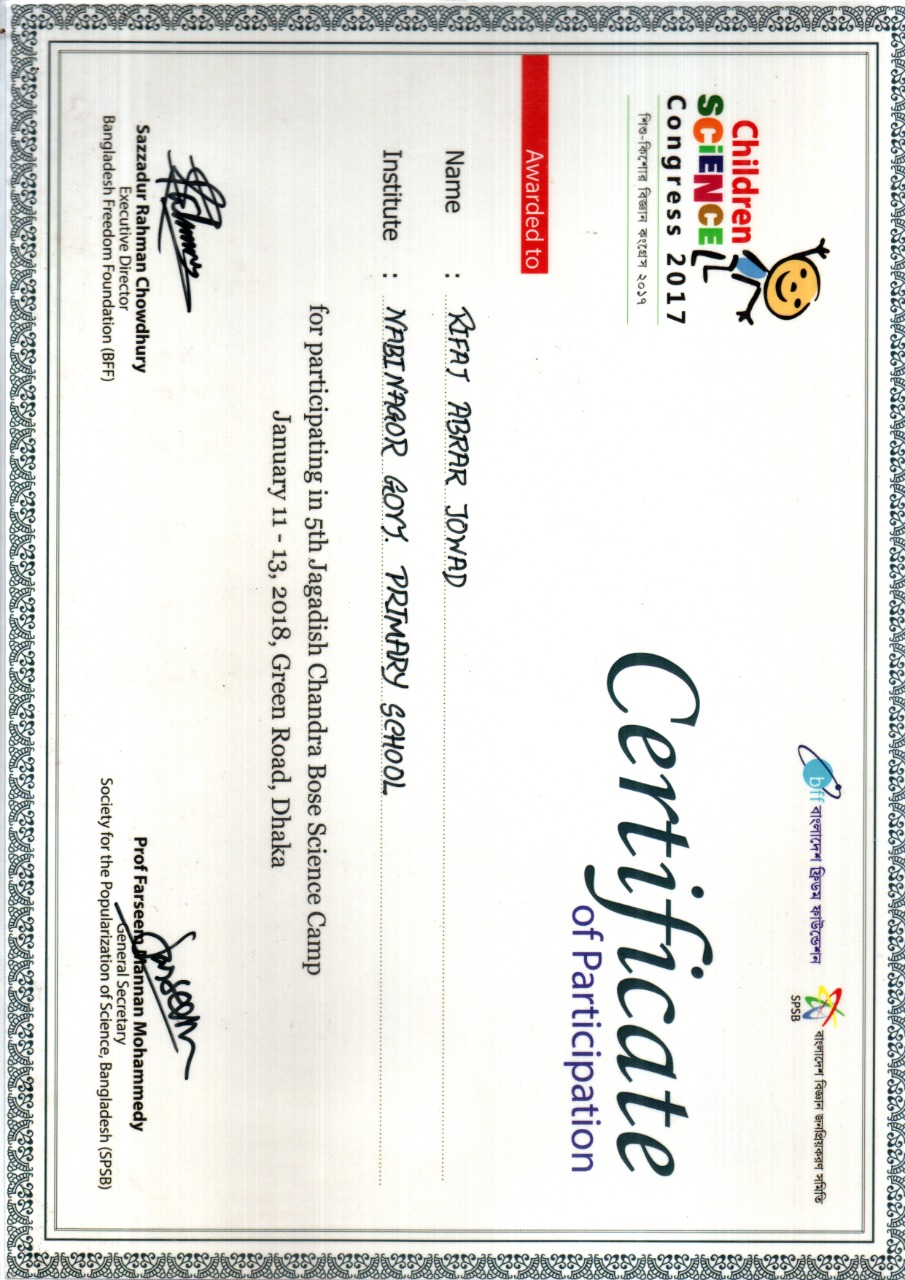 bff বাংলাদেশ ফ্রিডম ফাউন্ডেশন
SPSB বাংলাদেশ বিজ্ঞান জনপ্রিয়করণ সমিতি
Children
SCiENCE
Congress 2017
শিশু-কিশোর বিজ্ঞান কংগ্রেস ২০১৭
Certificate
of Participation
Awarded to
Name : RIFAT ABRAR JOWAD
Institute : NABINAGOR GOVT. PRIMARY SCHOOL
for participating in 5th Jagadish Chandra Bose Science Camp
January 11 - 13, 2018, Green Road, Dhaka
Sazzadur Rahman Chowdhury
Executive Director
Bangladesh Freedom Foundation (BFF)
Prof Farseem Mannan Mohammedy
General Secretary
Society for the Popularization of Science, Bangladesh (SPSB)